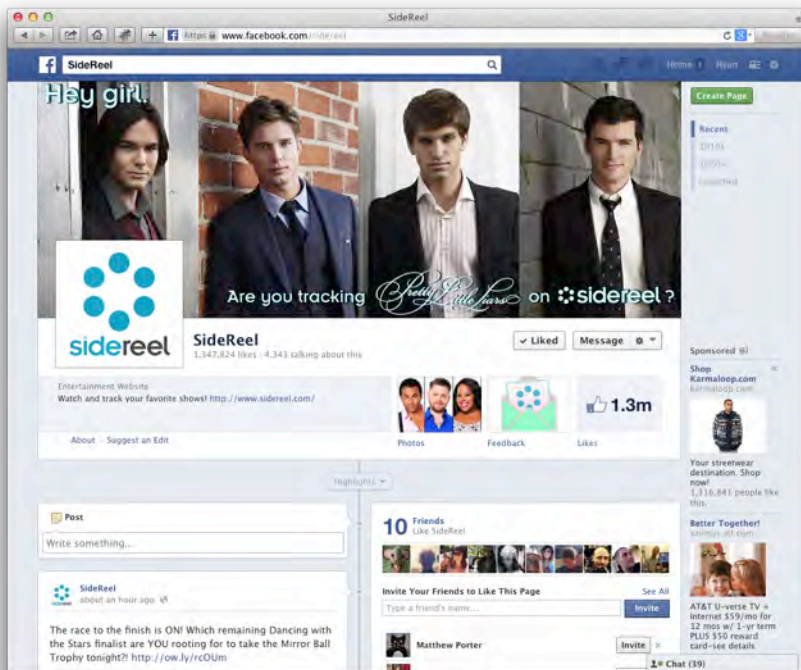 SideReel
https www.facebook.com/sidereel
SideReel
Home 1
Hyun
Hey girl.
Are you tracking Pretty Little Liars on sidereel ?
sidereel
Create Page
Recent
SideReel
1,347,824 likes · 4,343 talking about this
✓ Liked
Message
Entertainment Website
Watch and track your favorite shows! http://www.sidereel.com/
About – Suggest an Edit
Photos
Feedback
1.3m
Likes
Highlights
Sponsored
Shop
Karmaloop.com
karmaloop.com
Your streetwear
destination. Shop
now!
1,316,841 people like
this.
Better Together!
AT&T U-verse TV +
Internet $59/mo for
12 mos w/ 1-yr term
PLUS $50 reward
card-see details
Post
Write something...
SideReel
about an hour ago
The race to the finish is ON! Which remaining Dancing with
the Stars finalist are YOU rooting for to take the Mirror Ball
Trophy tonight?! http://ow.ly/rcOUm
10 Friends
Like SideReel
Invite Your Friends to Like This Page
See All
Type a friend's name...
Invite
Matthew Porter
Invite
Chat (39)